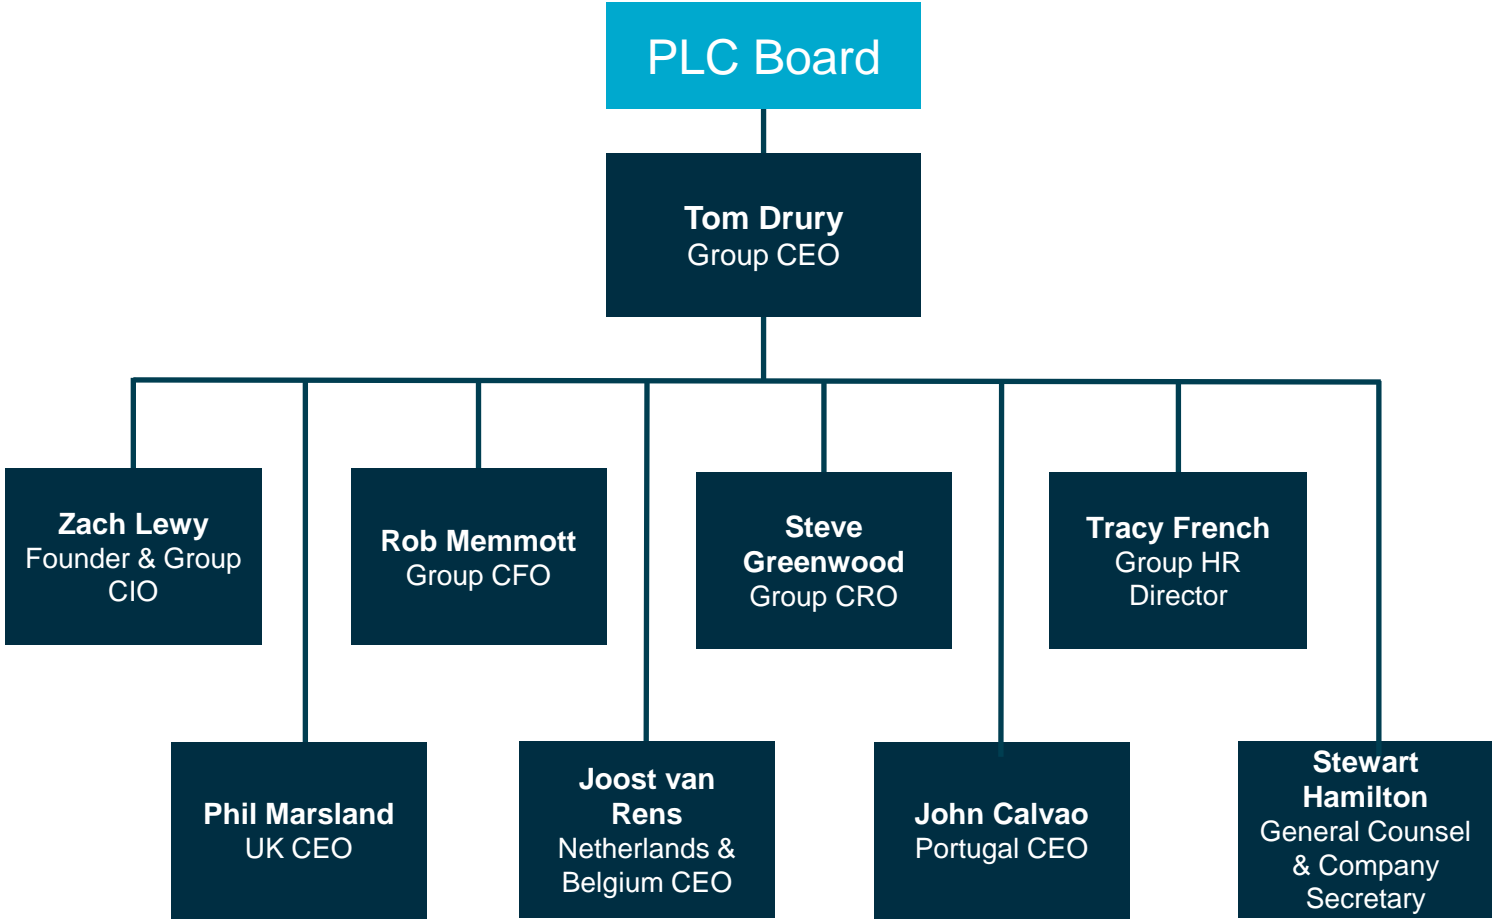 PLC Board
Tom Drury
Group CEO
Zach Lewy
Founder & Group
CIO
Rob Memmott
Group CFO
Steve
Greenwood
Group CRO
Tracy French
Group HR
Director
Phil Marsland
UK CEO
Joost van
Rens
Netherlands &
Belgium CEO
John Calvao
Portugal CEO
Stewart
Hamilton
General Counsel
& Company
Secretary